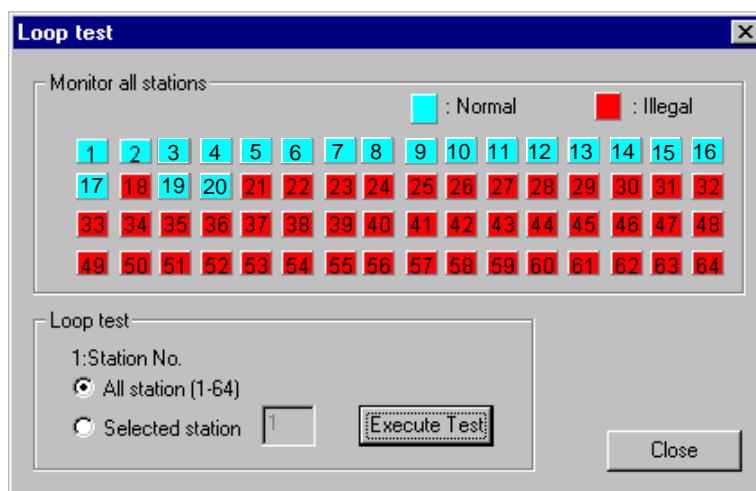 Loop test
Monitor all stations
: Normal : Illegal
1 2 3 4 5 6 7 8 9 10 11 12 13 14 15 16
17 18 19 20 21 22 23 24 25 26 27 28 29 30 31 32
33 34 35 36 37 38 39 40 41 42 43 44 45 46 47 48
49 50 51 52 53 54 55 56 57 58 59 60 61 62 63 64
Loop test
1:Station No.
All station (1-64)
Selected station 1 Execute Test
Close